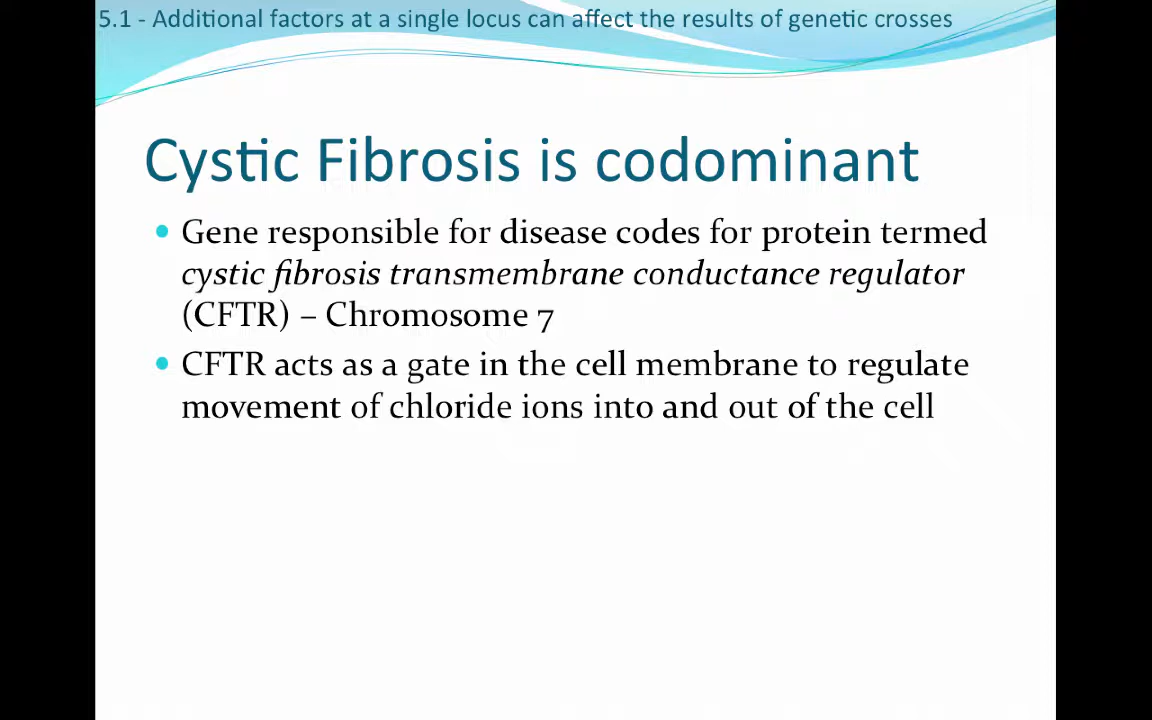 5.1 - Additional factors at a single locus can affect the results of genetic crosses
Cystic Fibrosis is codominant
• Gene responsible for disease codes for protein termed
cystic fibrosis transmembrane conductance regulator
(CFTR) – Chromosome 7
• CFTR acts as a gate in the cell membrane to regulate
movement of chloride ions into and out of the cell